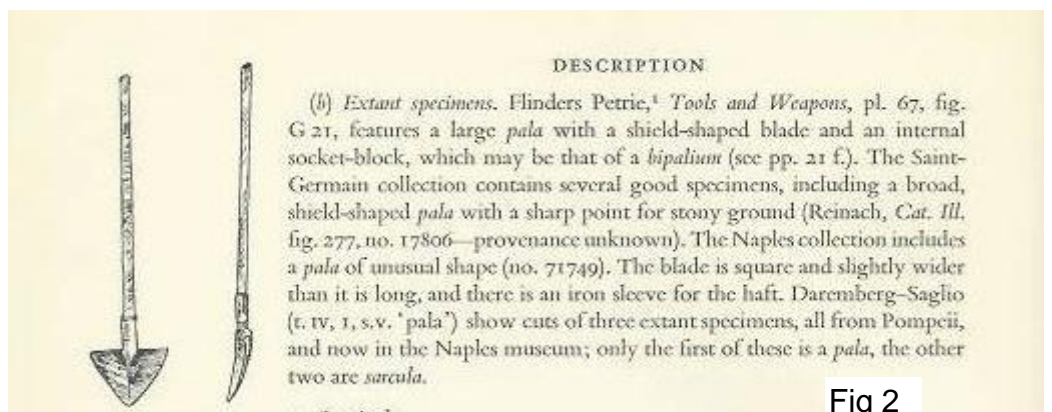 DESCRIPTION
(b) Extant specimens. Flinders Petrie,¹ Tools and Weapons, pl. 67, fig.
G 21, features a large pala with a shield-shaped blade and an internal
socket-block, which may be that of a bipalium (see pp. 21 f.). The Saint-
Germain collection contains several good specimens, including a broad,
shield-shaped pala with a sharp point for stony ground (Reinach, Cat. Ill.
fig. 277, no. 17806—provenance unknown). The Naples collection includes
a pala of unusual shape (no. 71749). The blade is square and slightly wider
than it is long, and there is an iron sleeve for the haft. Daremberg–Saglio
(t. IV, 1, s.v. 'pala') show cuts of three extant specimens, all from Pompeii,
and now in the Naples museum; only the first of these is a pala, the other
two are sarcula.
Fig 2